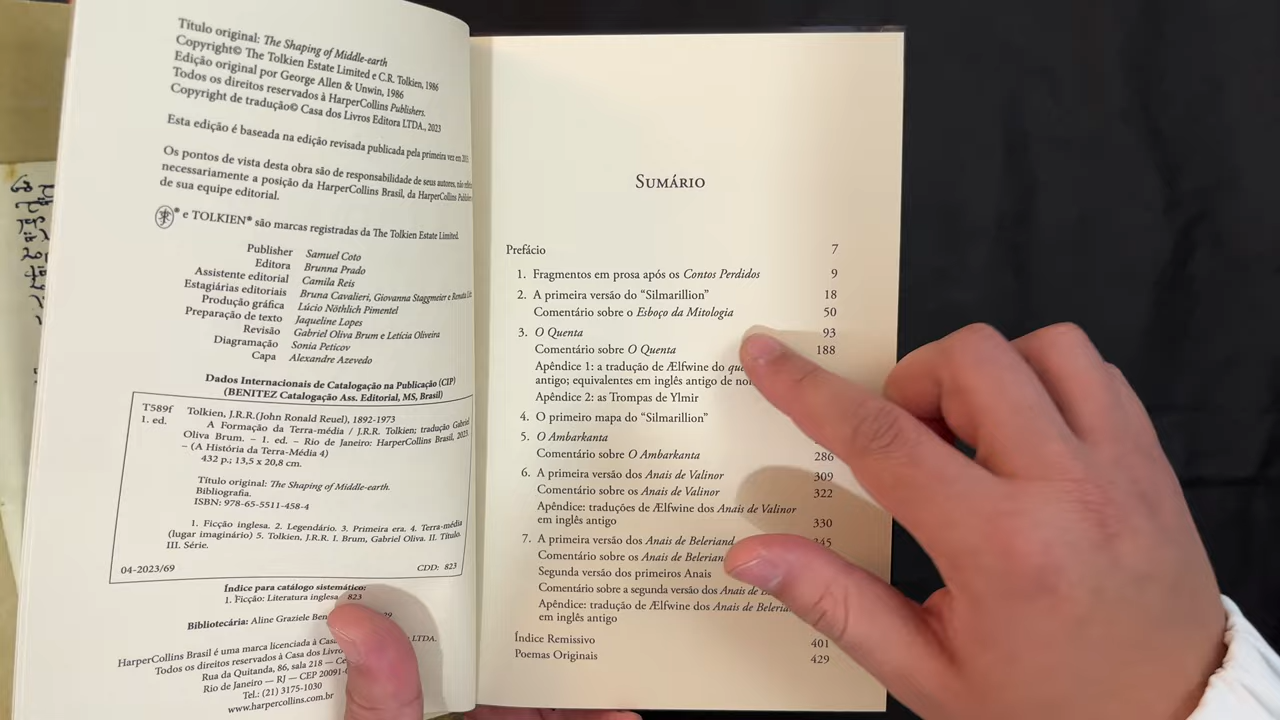 Título original: The Shaping of Middle-earth
Copyright© The Tolkien Estate Limited e C.R. Tolkien, 1986
Edição original por George Allen & Unwin, 1986
Todos os direitos reservados à HarperCollins Publishers.
Copyright de tradução© Casa dos Livros Editora LTDA., 2023
Esta edição é baseada na edição revisada publicada pela primeira vez em
Os pontos de vista desta obra são de responsabilidade de seus autores, não
necessariamente a posição da HarperCollins Brasil, da HarperCollins
de sua equipe editorial.
® e TOLKIEN® são marcas registradas da The Tolkien Estate Limited.
Publisher Samuel Coto
Editora Brunna Prado
Assistente editorial Camila Reis
Estagiárias editoriais Bruna Cavalieri, Giovanna Staggmeier e
Produção gráfica Lúcio Nöthlich Pimentel
Preparação de texto Jaqueline Lopes
Revisão Gabriel Oliva Brum e Letícia Oliveira
Diagramação Sonia Peticov
Capa Alexandre Azevedo
Dados Internacionais de Catalogação na Publicação (CIP)
(BENITEZ Catalogação Ass. Editorial, MS, Brasil)
T589f Tolkien, J.R.R.(John Ronald Reuel), 1892-1973
1. ed. A Formação da Terra-média / J.R.R. Tolkien; tradução Gabriel
Oliva Brum. – 1. ed. – Rio de Janeiro: HarperCollins Brasil, 2023.
– (A História da Terra-Média 4)
432 p.; 13,5 x 20,8 cm.
Título original: The Shaping of Middle-earth.
Bibliografia.
ISBN: 978-65-5511-458-4
1. Ficção inglesa. 2. Legendário. 3. Primeira era. 4. Terra-média
(lugar imaginário) 5. Tolkien, J.R.R. I. Brum, Gabriel Oliva. II. Título.
III. Série.
04-2023/69 CDD: 823
Índice para catálogo sistemático:
1. Ficção: Literatura inglesa 823
Bibliotecária: Aline Graziele
HarperCollins Brasil é uma marca licenciada à LTDA.
Todos os direitos reservados à Casa dos
Rua da Quitanda, 86, sala 218 —
Rio de Janeiro — RJ — CEP
Tel.: (21) 3175-1030
www.harpercollins.com.br
Sumário
Prefácio 7
1. Fragmentos em prosa após os Contos Perdidos 9
2. A primeira versão do “Silmarillion” 18
Comentário sobre o Esboço da Mitologia 50
3. O Quenta 93
Comentário sobre O Quenta 188
Apêndice 1: a tradução de Ælfwine do
antigo; equivalentes em inglês antigo de
Apêndice 2: as Trompas de Ylmir
4. O primeiro mapa do “Silmarillion”
5. O Ambarkanta
Comentário sobre O Ambarkanta 286
6. A primeira versão dos Anais de Valinor 309
Comentário sobre os Anais de Valinor 322
Apêndice: traduções de Ælfwine dos Anais de Valinor
em inglês antigo 330
7. A primeira versão dos Anais de Beleriand 345
Comentário sobre os Anais de
Segunda versão dos primeiros Anais
Comentário sobre a segunda versão dos Anais de
Apêndice: tradução de Ælfwine dos Anais de
em inglês antigo
Índice Remissivo 401
Poemas Originais 429